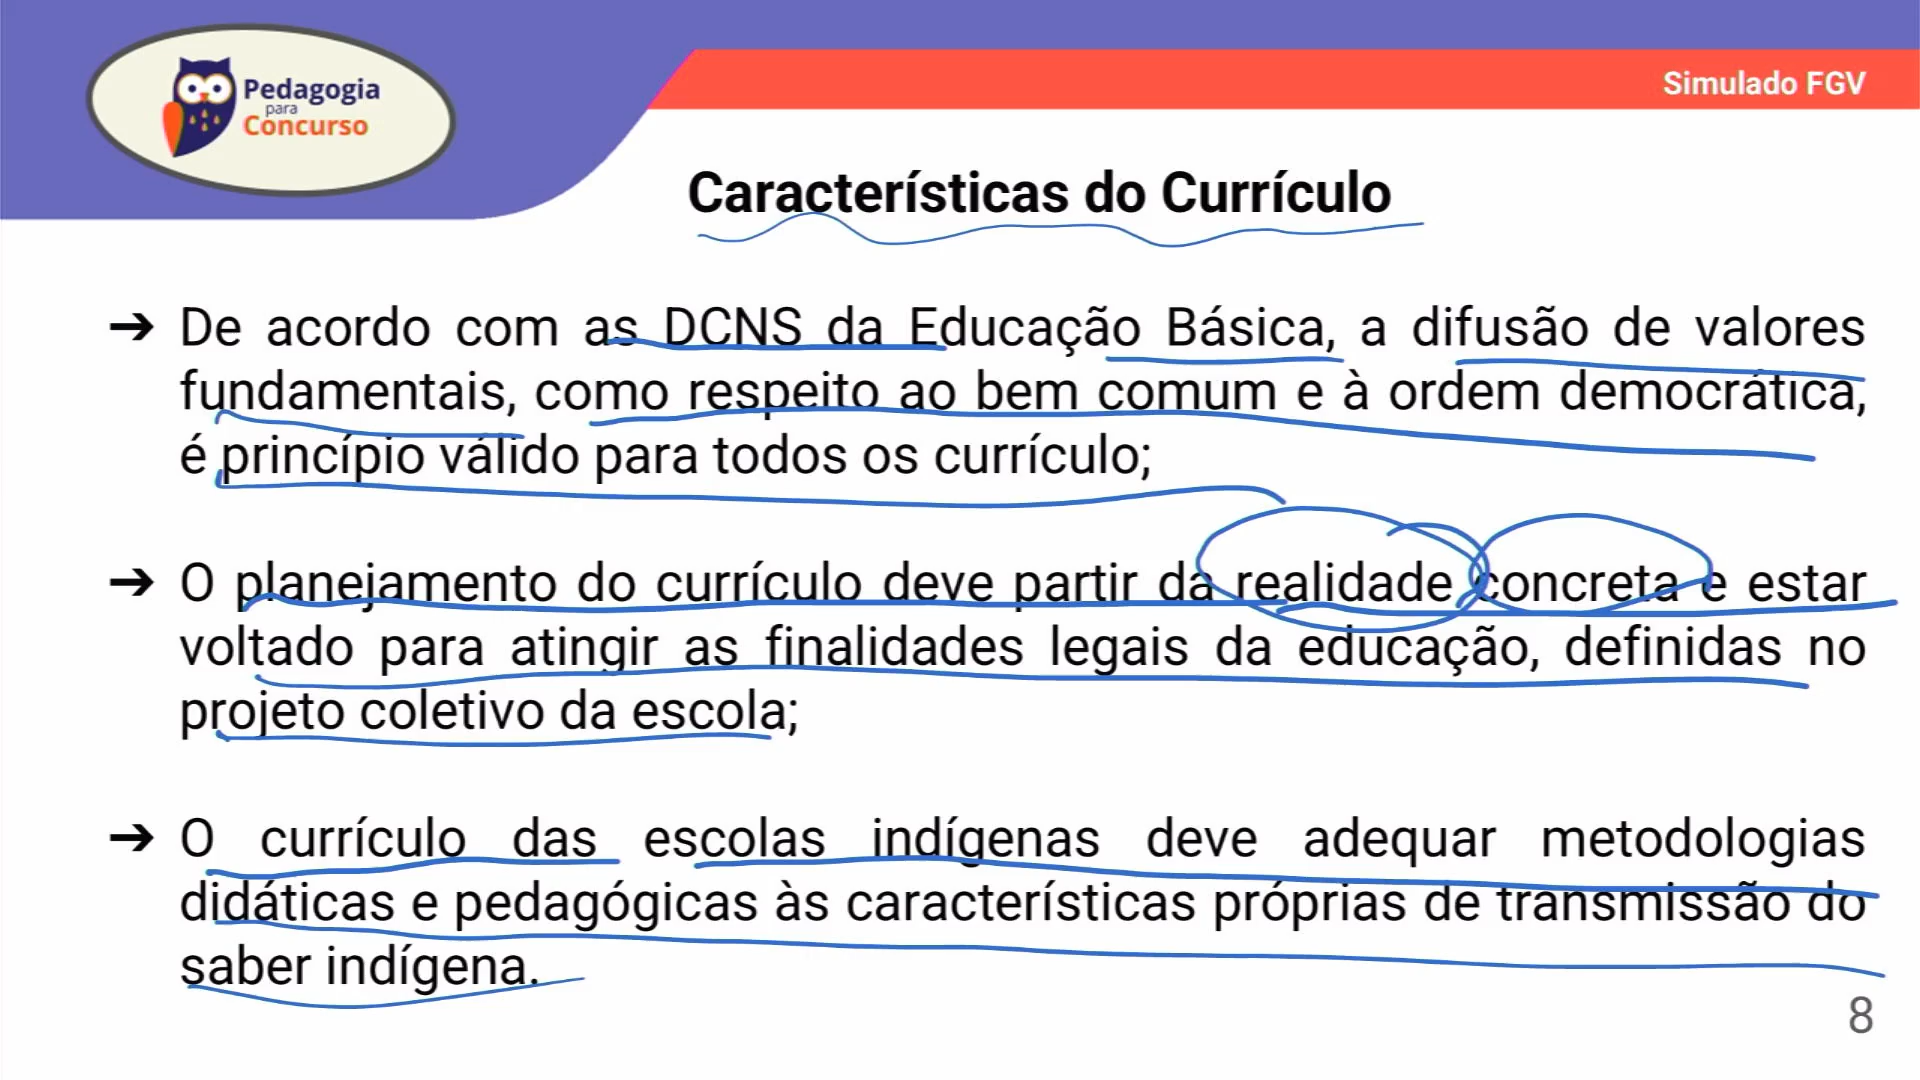 Pedagogia
para
Concurso
Simulado FGV
Características do Currículo
➔ De acordo com as DCNS da Educação Básica, a difusão de valores
fundamentais, como respeito ao bem comum e à ordem democrática,
é princípio válido para todos os currículo;
➔ O planejamento do currículo deve partir da realidade concreta e estar
voltado para atingir as finalidades legais da educação, definidas no
projeto coletivo da escola;
➔ O currículo das escolas indígenas deve adequar metodologias
didáticas e pedagógicas às características próprias de transmissão do
saber indígena.
8